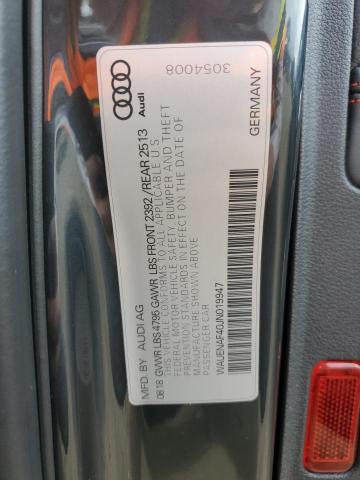 Audi
3054008
MFD. BY AUDI AG
GERMANY
0618 GVWR LBS 4795 GAWR LBS FRONT 2392 / REAR 2513
THIS VEHICLE CONFORMS TO ALL APPLICABLE U S
FEDERAL MOTOR VEHICLE SAFETY, BUMPER AND THEFT
PREVENTION STANDARDS IN EFFECT ON THE DATE OF
MANUFACTURE SHOWN ABOVE.
PASSENGER CAR
WAUENAF40JN019947